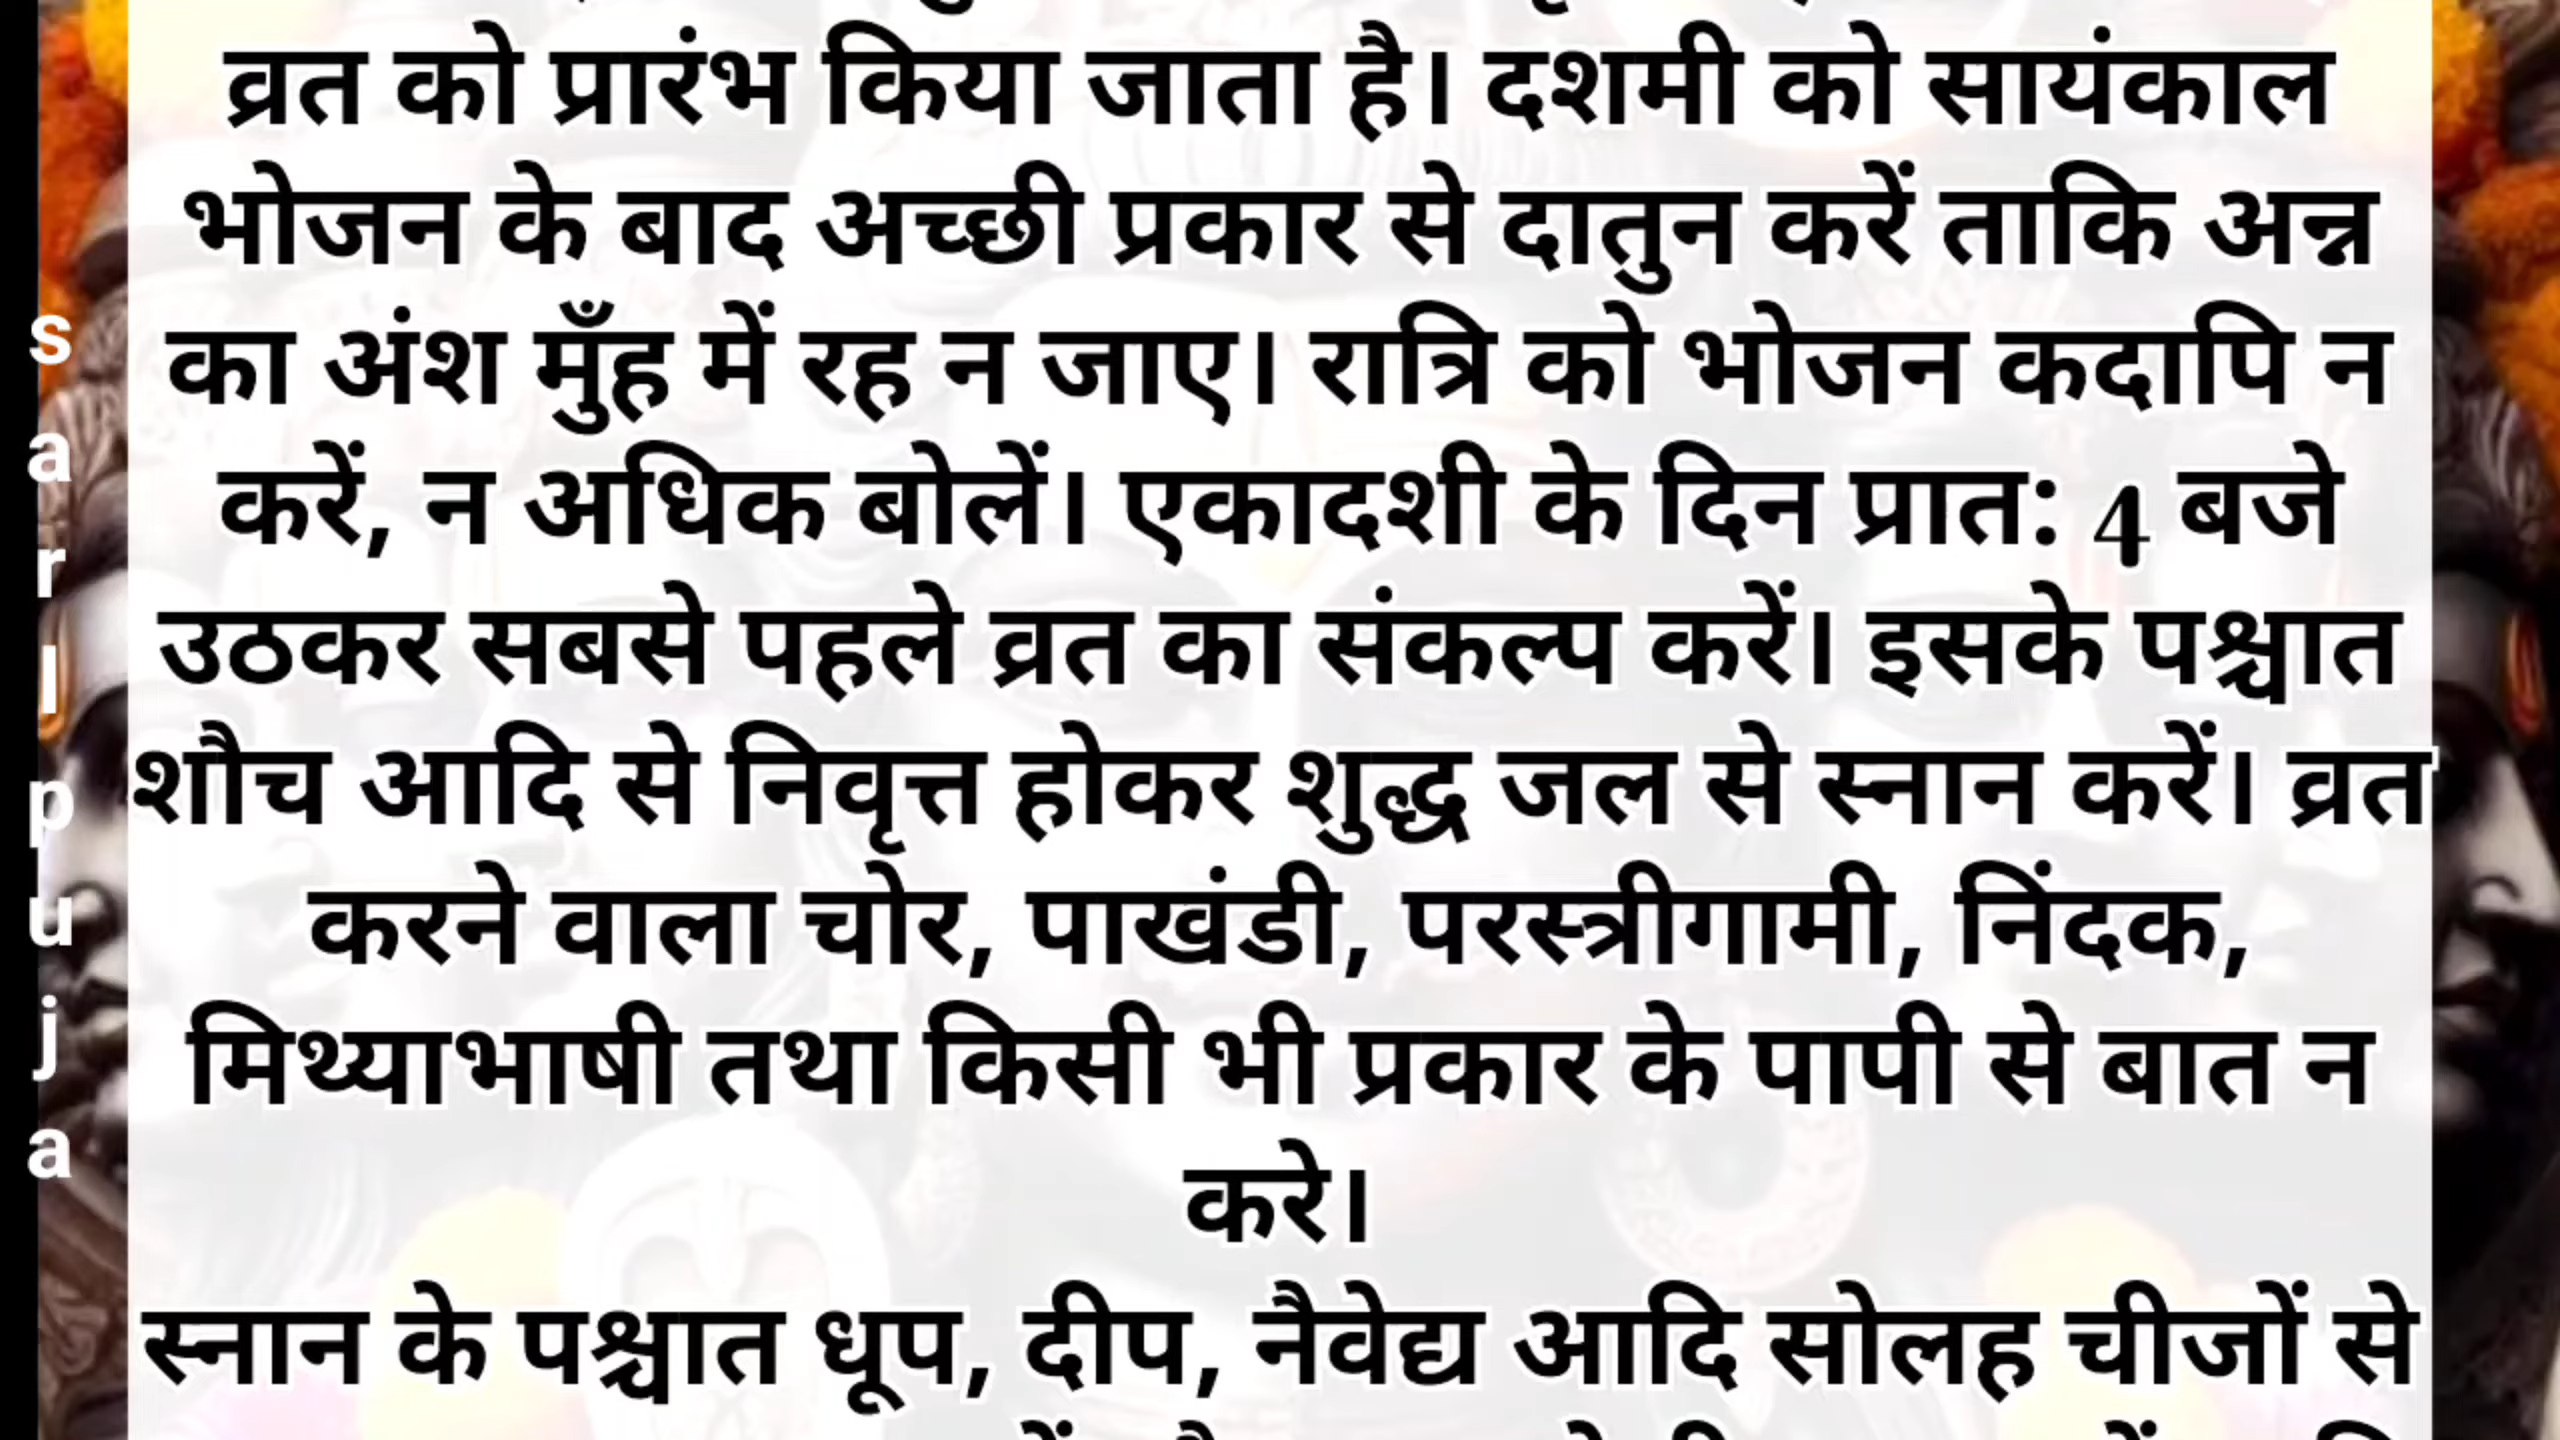 व्रत को प्रारंभ किया जाता है। दशमी को सायंकाल
भोजन के बाद अच्छी प्रकार से दातुन करें ताकि अन्न
का अंश मुँह में रह न जाए। रात्रि को भोजन कदापि न
करें, न अधिक बोलें। एकादशी के दिन प्रात: 4 बजे
उठकर सबसे पहले व्रत का संकल्प करें। इसके पश्चात
शौच आदि से निवृत्त होकर शुद्ध जल से स्नान करें। व्रत
करने वाला चोर, पाखंडी, परस्त्रीगामी, निंदक,
मिथ्याभाषी तथा किसी भी प्रकार के पापी से बात न
करे।
स्नान के पश्चात धूप, दीप, नैवेद्य आदि सोलह चीजों से
sarlpuja